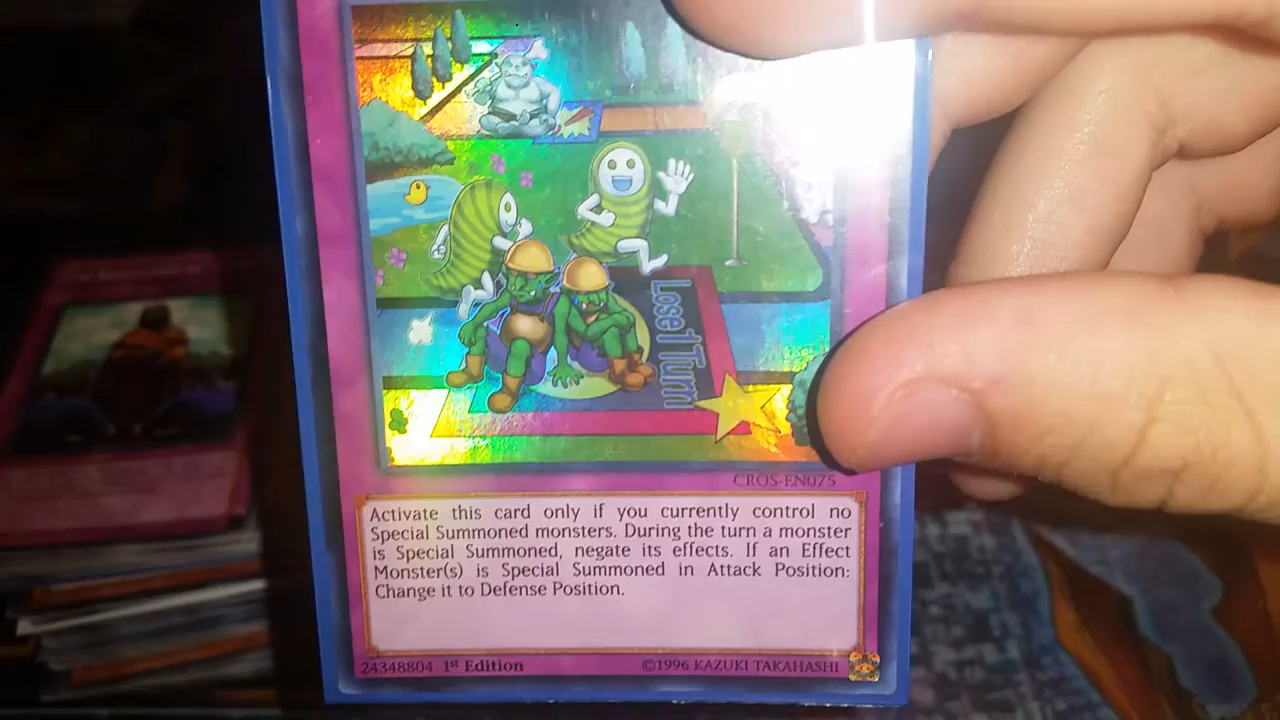 Lose 1 Turn
CROS-EN075
Activate this card only if you currently control no
Special Summoned monsters. During the turn a monster
is Special Summoned, negate its effects. If an Effect
Monster(s) is Special Summoned in Attack Position:
Change it to Defense Position.
24348804 1st Edition ©1996 KAZUKI TAKAHASHI